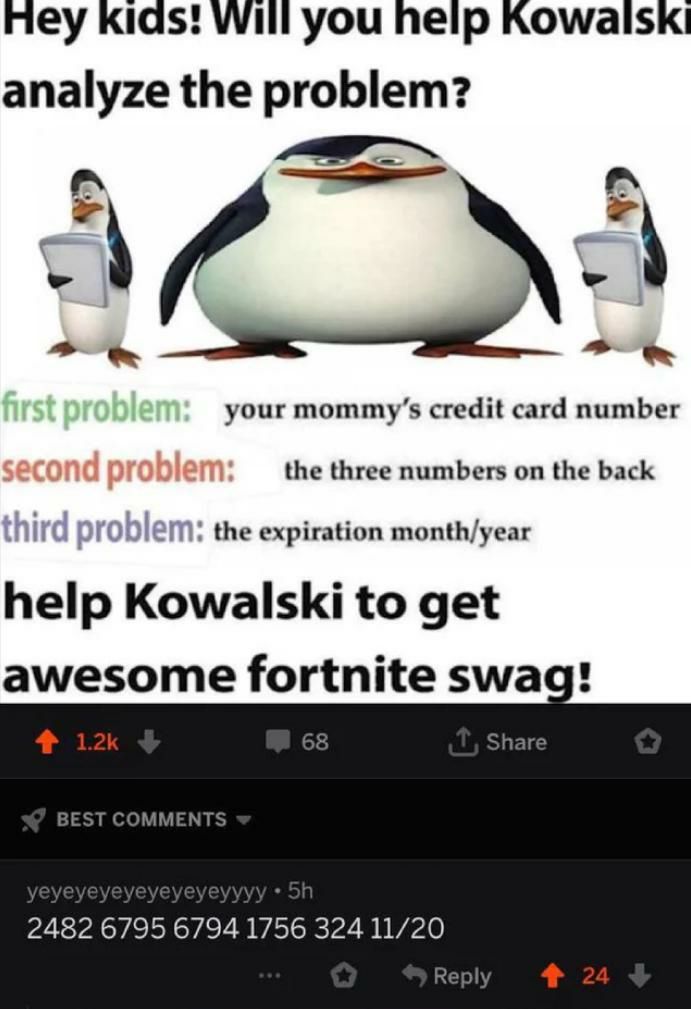 Hey kids! Will you help Kowalski
analyze the problem?
first problem: your mommy's credit card number
second problem: the three numbers on the back
third problem: the expiration month/year
help Kowalski to get
awesome fortnite swag!
1.2k 68 Share
BEST COMMENTS
yeyeyeyeyeyeyeyeyyyy • 5h
2482 6795 6794 1756 324 11/20
... Reply 24